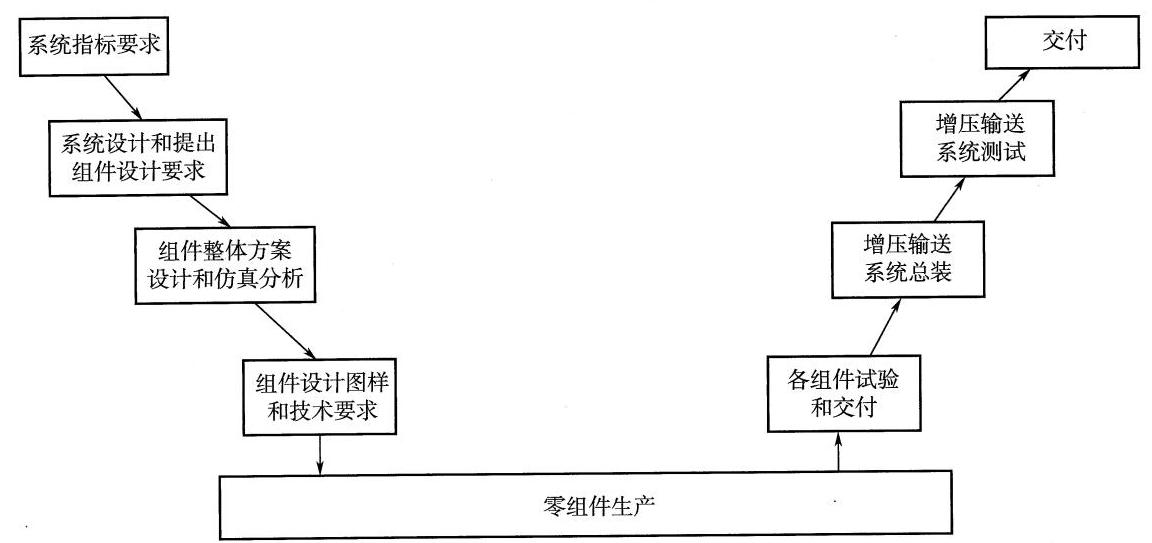 系统指标要求
系统设计和提出
组件设计要求
组件整体方案
设计和仿真分析
组件设计图样
和技术要求
零组件生产
各组件试验
和交付
增压输送
系统总装
增压输送
系统测试
交付